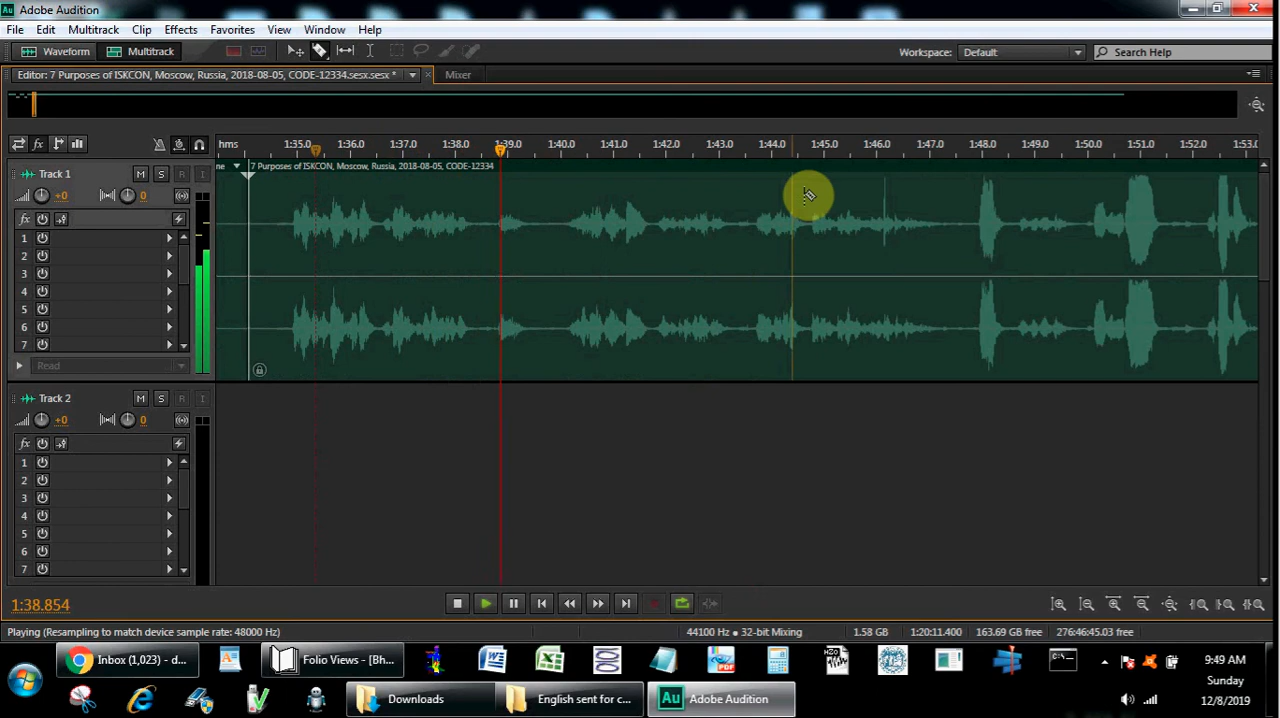 Au Adobe Audition
File Edit Multitrack Clip Effects Favorites View Window Help
Waveform Multitrack Workspace: Default Search Help
Editor: 7 Purposes of ISKCON, Moscow, Russia, 2018-08-05, CODE-12334.sesx.sesx * Mixer
hms 1:35.0 1:36.0 1:37.0 1:38.0 1:39.0 1:40.0 1:41.0 1:42.0 1:43.0 1:44.0 1:45.0 1:46.0 1:47.0 1:48.0 1:49.0 1:50.0 1:51.0 1:52.0 1:53.0
ne 7 Purposes of ISKCON, Moscow, Russia, 2018-08-05, CODE-12334
Track 1 M S R I
+0 0
fx
1
2
3
4
5
6
7
Read
Track 2 M S R I
+0 0
fx
1
2
3
4
5
6
7
1:38.854
Playing (Resampling to match device sample rate: 48000 Hz) 44100 Hz ● 32-bit Mixing 1.58 GB 1:20:11.400 163.69 GB free 276:46:45.03 free
Inbox (1,023) - d... Folio Views - [Bh... PDF
9:49 AM
Sunday
Downloads English sent for c... Au Adobe Audition 12/8/2019